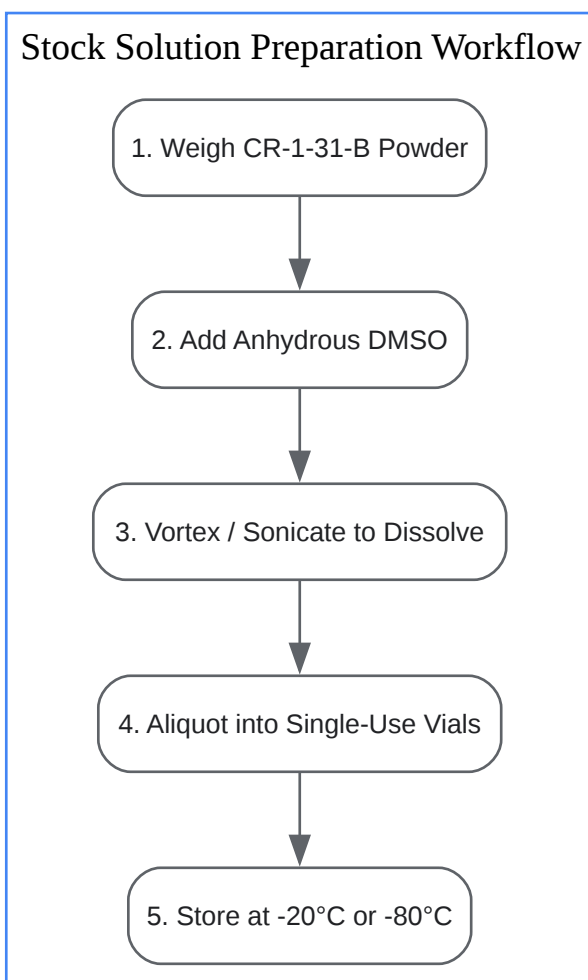 Stock Solution Preparation Workflow
1. Weigh CR-1-31-B Powder
2. Add Anhydrous DMSO
3. Vortex / Sonicate to Dissolve
4. Aliquot into Single-Use Vials
5. Store at -20°C or -80°C